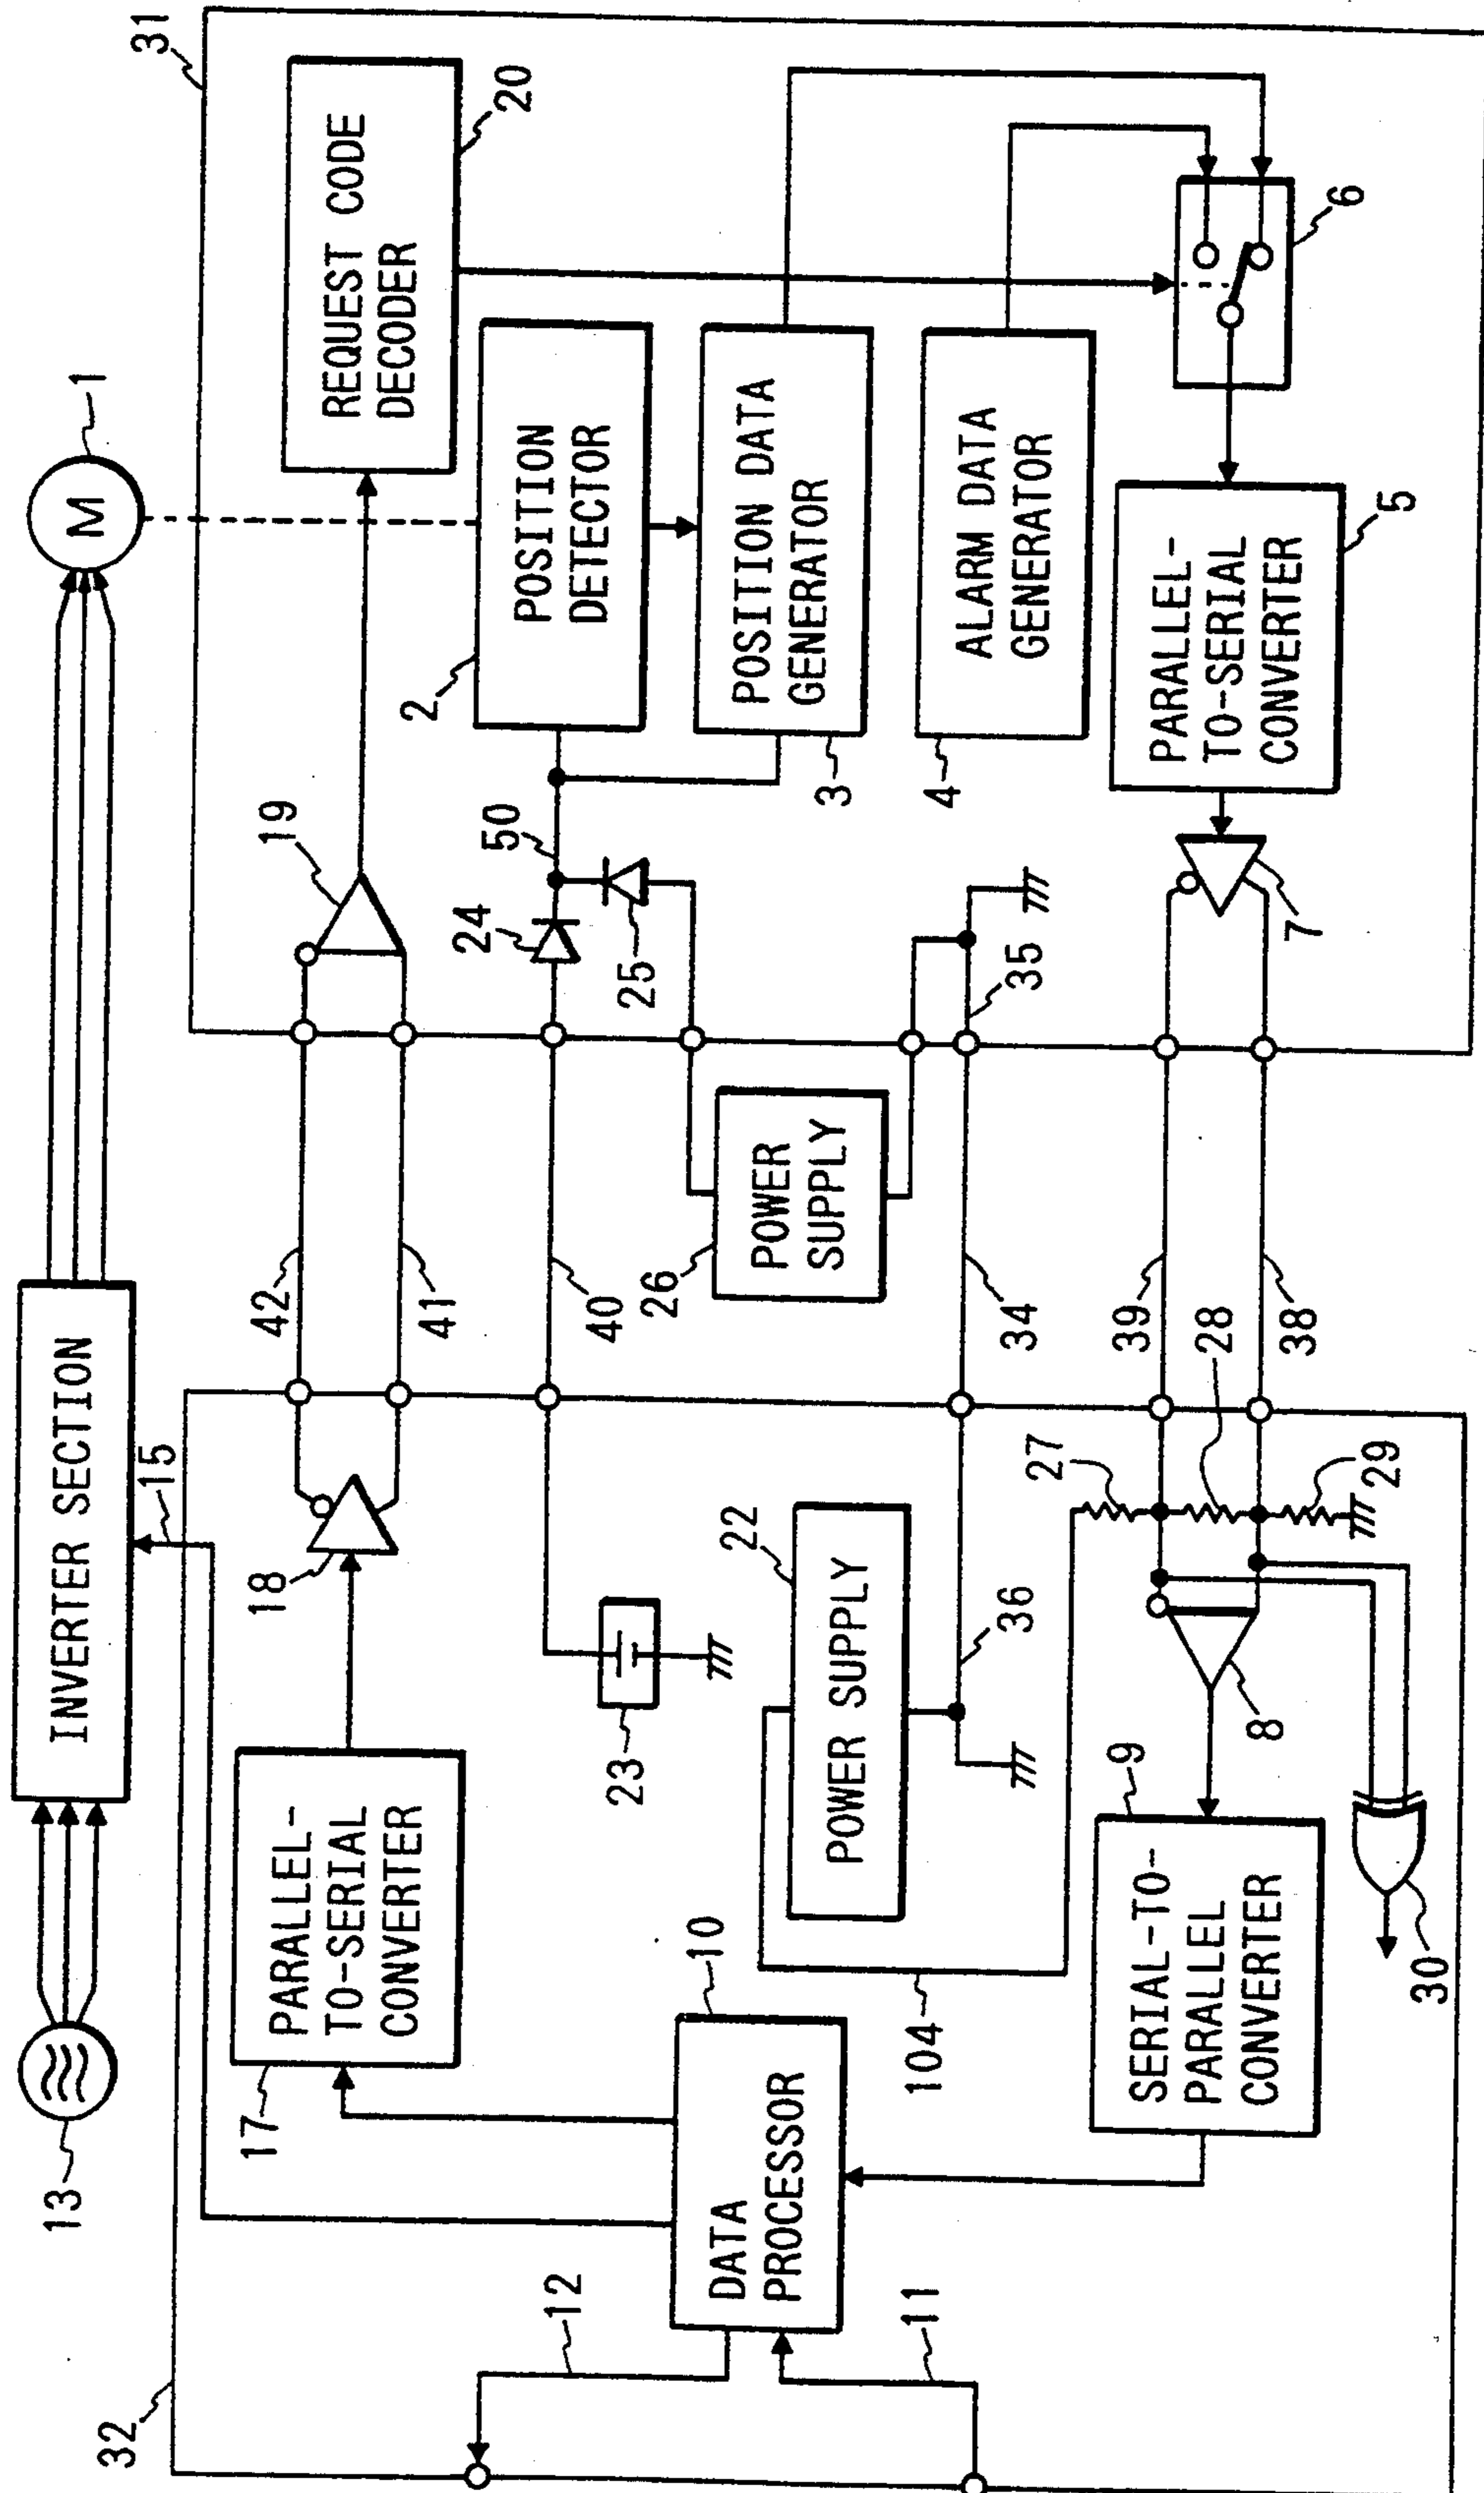 13
INVERTER SECTION
M
1
31
32
15
17
PARALLEL-
TO-SERIAL
CONVERTER
18
42
41
19
REQUEST CODE
DECODER
20
12
11
10
DATA
PROCESSOR
23
40
24
50
25
2
POSITION
DETECTOR
22
POWER SUPPLY
26
POWER
SUPPLY
3
POSITION DATA
GENERATOR
104
36
34
35
4
ALARM DATA
GENERATOR
9
SERIAL-TO-
PARALLEL
CONVERTER
8
27
28
29
39
38
7
5
PARALLEL-
TO-SERIAL
CONVERTER
6
30